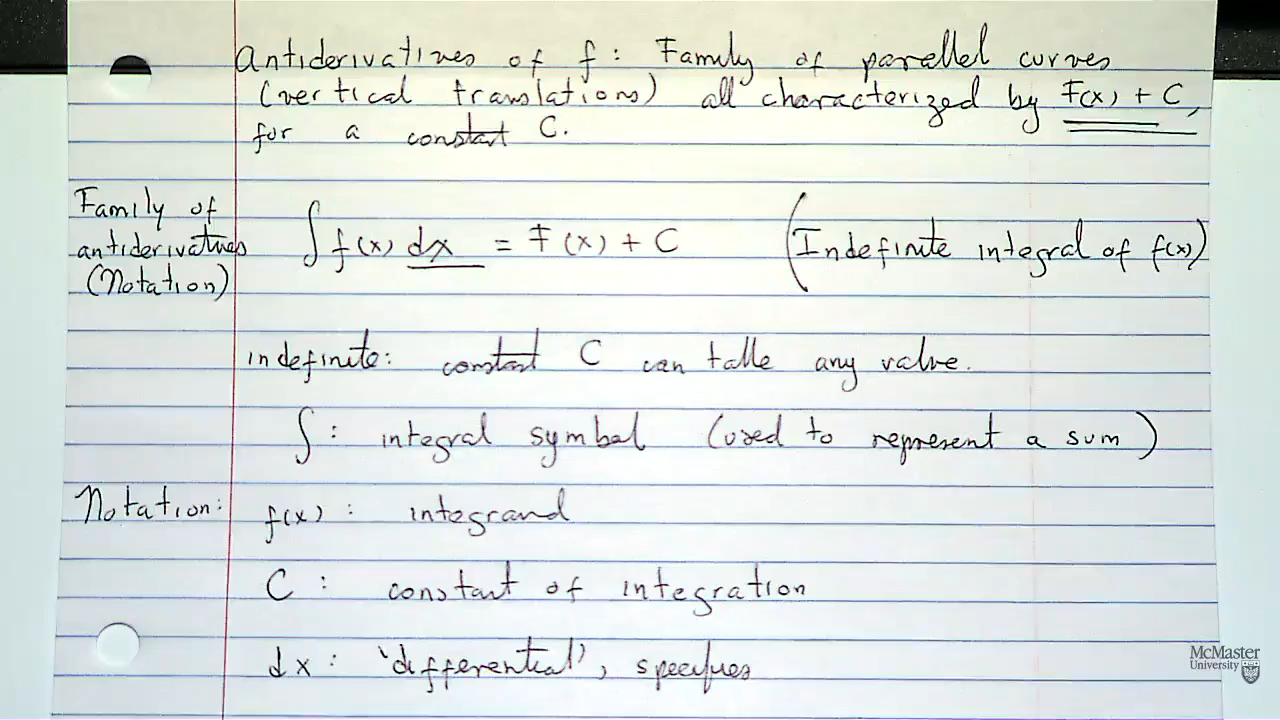 Antiderivatives of f: Family of parallel curves
(vertical translations) all characterized by F(x) + C,
for a constant C.
Family of
antiderivatives
(Notation)
∫ f(x) dx = F(x) + C (Indefinite integral of f(x))
indefinite: constant C can take any value.
∫ : integral symbol (used to represent a sum)
Notation: f(x) : integrand
C : constant of integration
dx : 'differential', specifies
McMaster
University